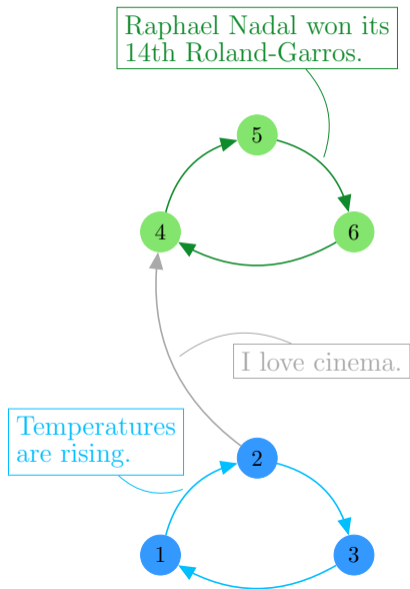 Raphael Nadal won its
14th Roland-Garros.
5
4
6
I love cinema.
Temperatures
are rising.
2
1
3